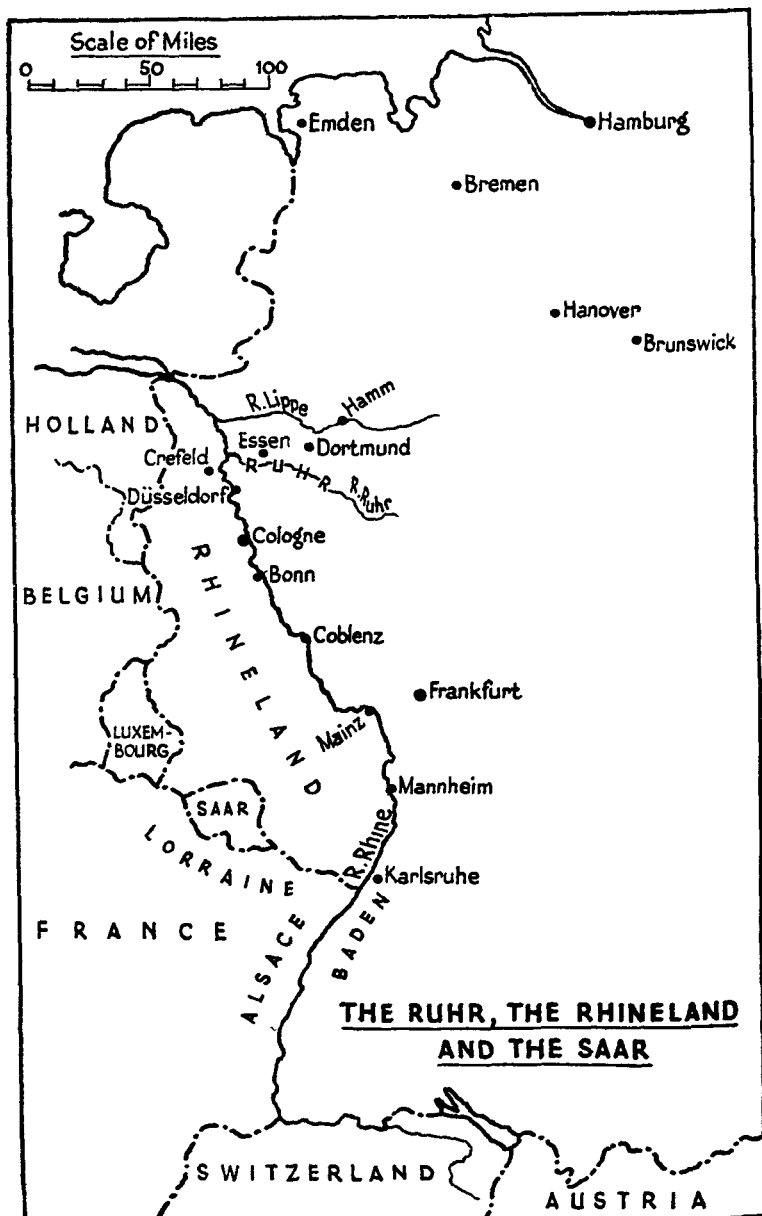 Scale of Miles
0 50 100
Emden
Hamburg
Bremen
Hanover
Brunswick
R. Lippe
Hamm
HOLLAND
Essen
Dortmund
Crefeld
RUHR
R. Ruhr
Düsseldorf
Cologne
RHINELAND
Bonn
BELGIUM
Coblenz
Frankfurt
Mainz
LUXEM-
BOURG
Mannheim
SAAR
R. Rhine
LORRAINE
Karlsruhe
FRANCE
ALSACE
BADEN
THE RUHR, THE RHINELAND
AND THE SAAR
SWITZERLAND
AUSTRIA